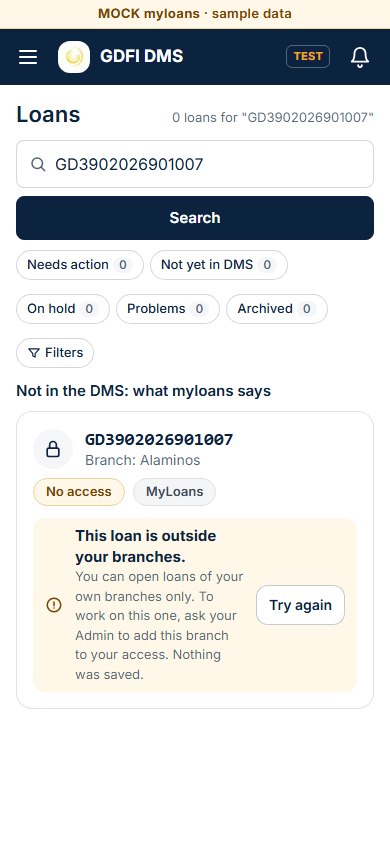 MOCK myloans · sample data
GDFI DMS
TEST
Loans
0 loans for "GD3902026901007"
GD3902026901007
Search
Needs action 0
Not yet in DMS 0
On hold 0
Problems 0
Archived 0
Filters
Not in the DMS: what myloans says
GD3902026901007
Branch: Alaminos
No access
MyLoans
This loan is outside
your branches.
You can open loans of your
own branches only. To
work on this one, ask your
Admin to add this branch
to your access. Nothing
was saved.
Try again